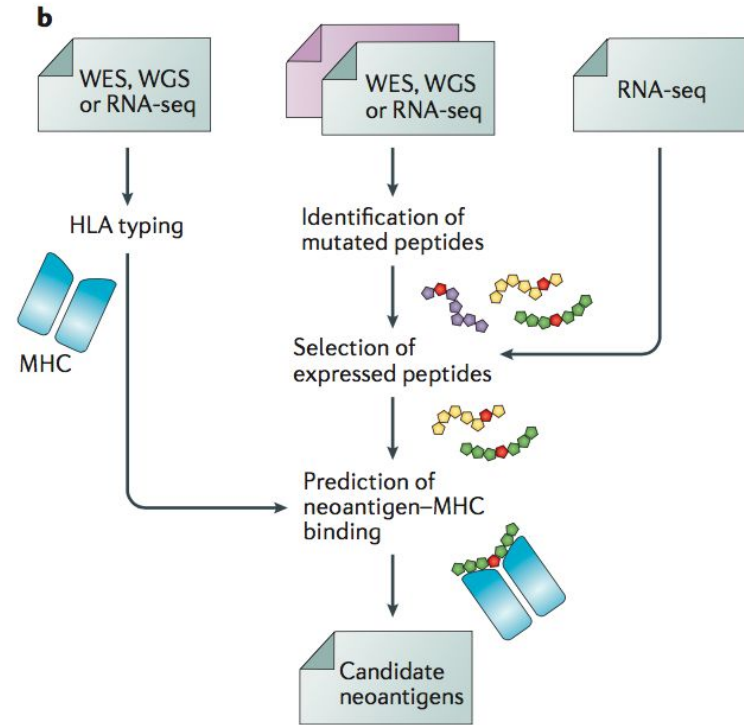 b
WES, WGS
or RNA-seq
WES, WGS
or RNA-seq
RNA-seq
HLA typing
Identification of
mutated peptides
MHC
Selection of
expressed peptides
Prediction of
neoantigen–MHC
binding
Candidate
neoantigens